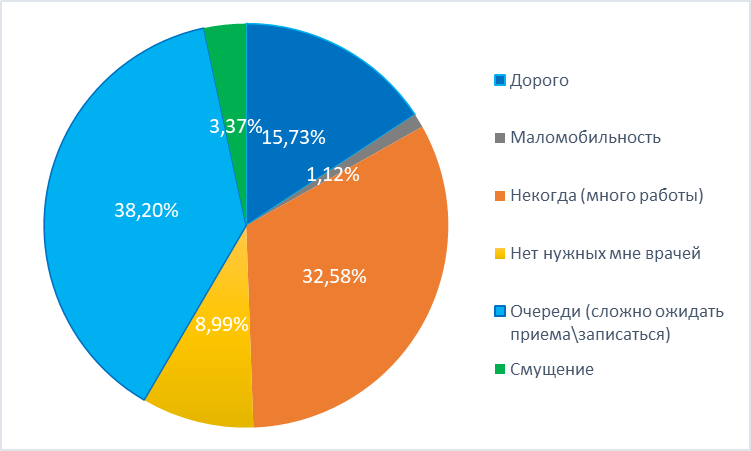 3,37%
15,73%
1,12%
38,20%
32,58%
8,99%
Дорого
Маломобильность
Некогда (много работы)
Нет нужных мне врачей
Очереди (сложно ожидать
приема\записаться)
Смущение